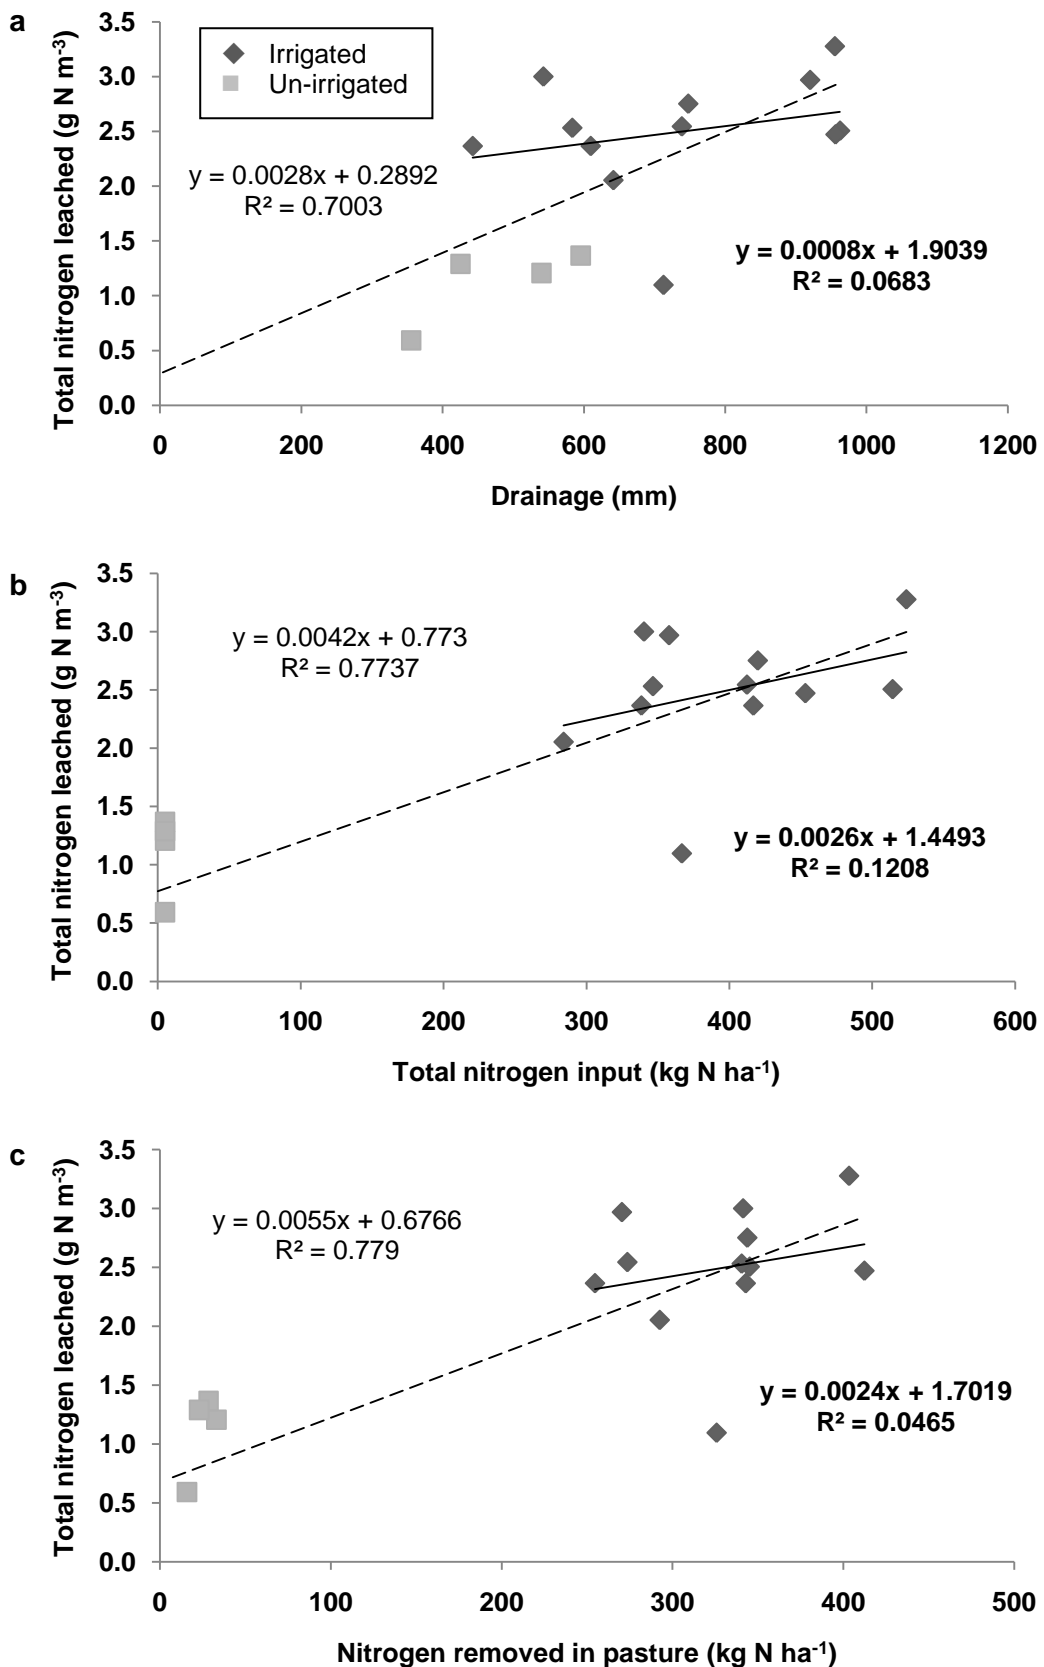 a
Total nitrogen leached (g N m-3)
3.5
3.0
2.5
2.0
1.5
1.0
0.5
0.0
Irrigated
Un-irrigated
y = 0.0028x + 0.2892
R² = 0.7003
y = 0.0008x + 1.9039
R² = 0.0683
0 200 400 600 800 1000 1200
Drainage (mm)
b
Total nitrogen leached (g N m-3)
3.5
3.0
2.5
2.0
1.5
1.0
0.5
0.0
y = 0.0042x + 0.773
R² = 0.7737
y = 0.0026x + 1.4493
R² = 0.1208
0 100 200 300 400 500 600
Total nitrogen input (kg N ha-1)
c
Total nitrogen leached (g N m-3)
3.5
3.0
2.5
2.0
1.5
1.0
0.5
0.0
y = 0.0055x + 0.6766
R² = 0.779
y = 0.0024x + 1.7019
R² = 0.0465
0 100 200 300 400 500
Nitrogen removed in pasture (kg N ha-1)